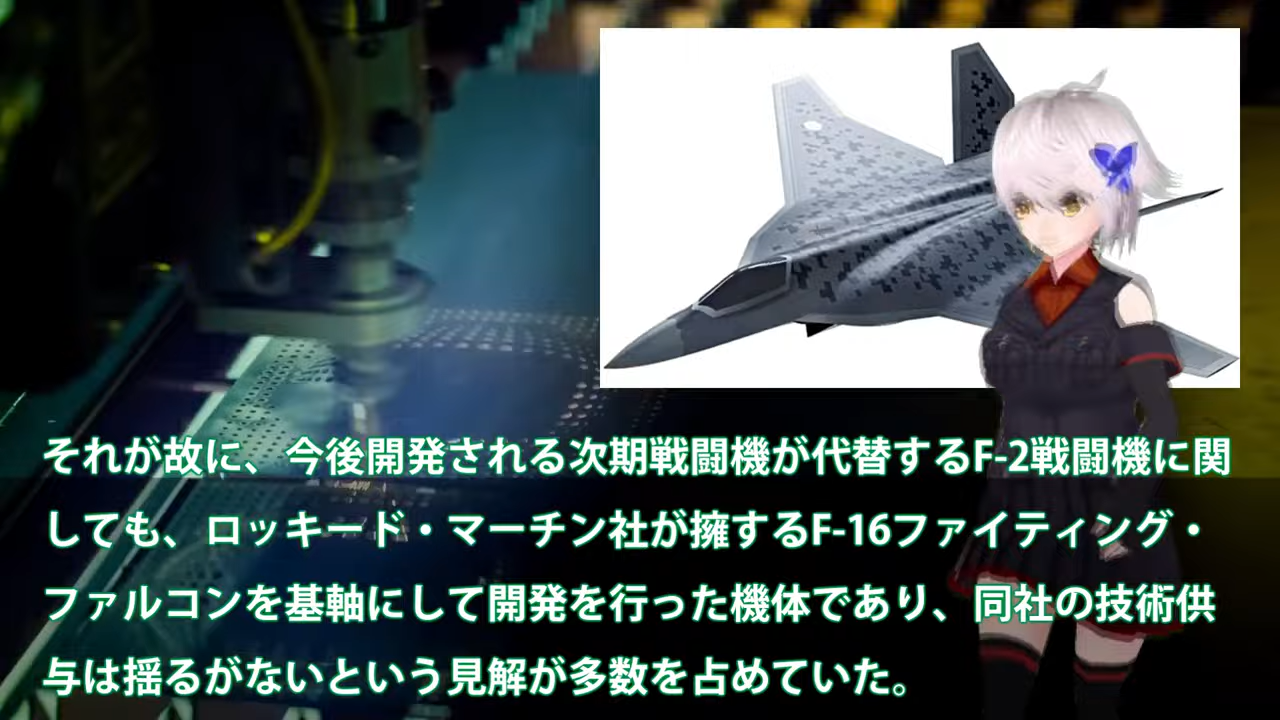 それが故に、今後開発される次期戦闘機が代替するF-2戦闘機に関
しても、ロッキード・マーチン社が擁するF-16ファイティング・
ファルコンを基軸にして開発を行った機体であり、同社の技術供
与は揺るがないという見解が多数を占めていた。